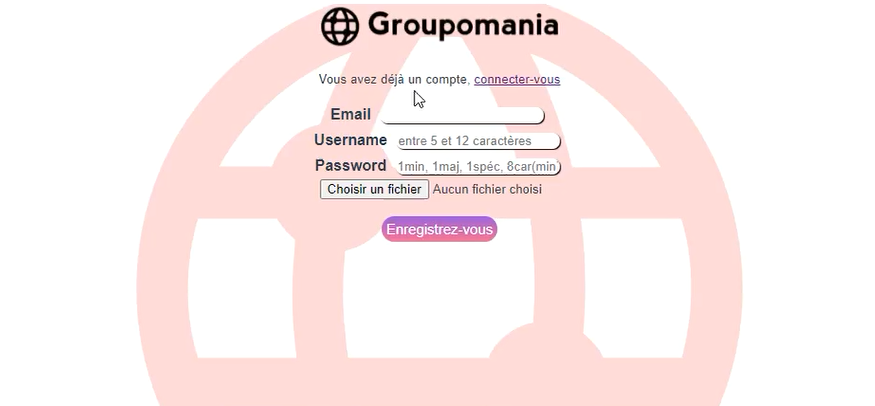 Groupomania
Vous avez déjà un compte, connecter-vous
Email
Username entre 5 et 12 caractères
Password 1min, 1maj, 1spéc, 8car(min)
Choisir un fichier Aucun fichier choisi
Enregistrez-vous